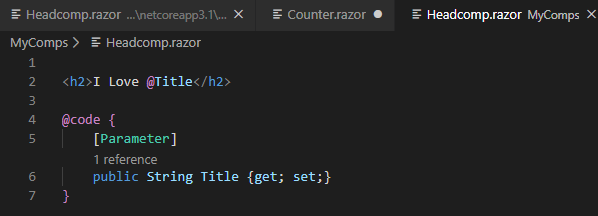 Headcomp.razor ...\netcoreapp3.1\... Counter.razor Headcomp.razor MyComps
MyComps > Headcomp.razor
1
2 <h2>I Love @Title</h2>
3
4 @code {
5 [Parameter]
1 reference
6 public String Title {get; set;}
7 }